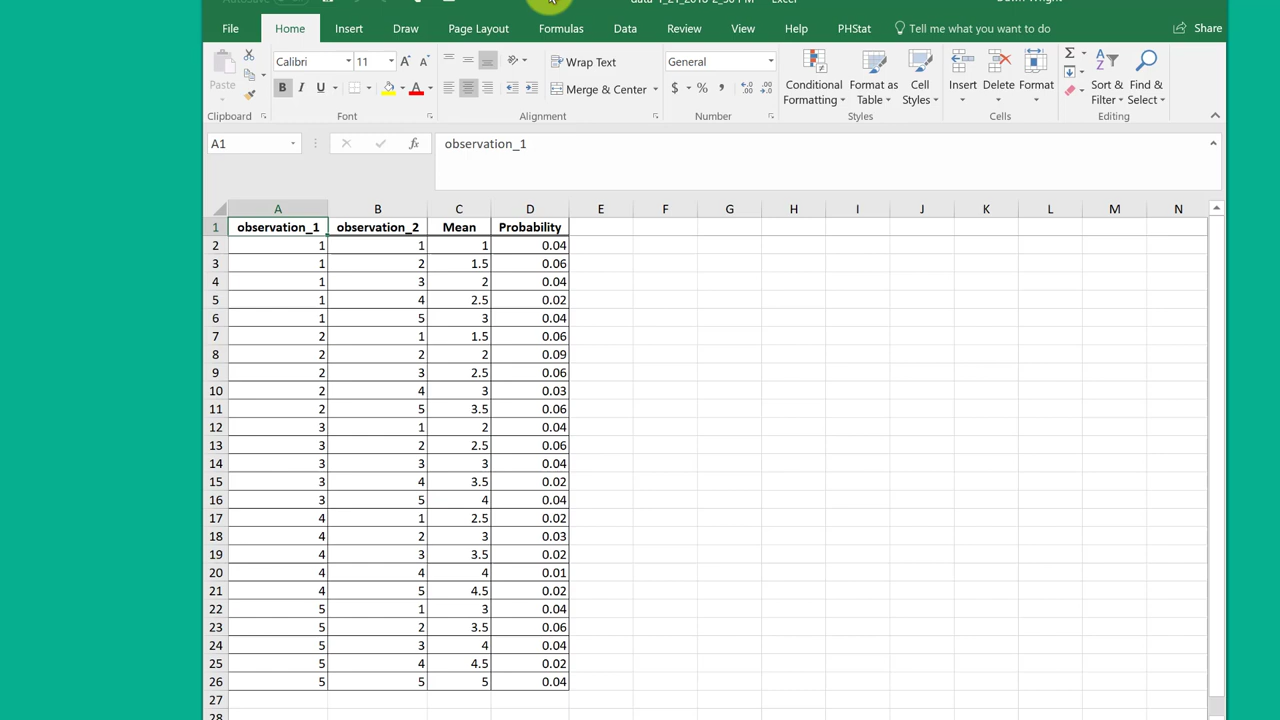 File Home Insert Draw Page Layout Formulas Data Review View Help PHStat Tell me what you want to do Share
Paste
Calibri 11
B I U
Wrap Text
Merge & Center
General
$ %
Conditional Formatting
Format as Table
Cell Styles
Insert Delete Format
Sort & Filter
Find & Select
Clipboard Font Alignment Number Styles Cells Editing
A1 fx observation_1
A B C D E F G H I J K L M N
1 observation_1 observation_2 Mean Probability
2 1 1 1 0.04
3 1 2 1.5 0.06
4 1 3 2 0.04
5 1 4 2.5 0.02
6 1 5 3 0.04
7 2 1 1.5 0.06
8 2 2 2 0.09
9 2 3 2.5 0.06
10 2 4 3 0.03
11 2 5 3.5 0.06
12 3 1 2 0.04
13 3 2 2.5 0.06
14 3 3 3 0.04
15 3 4 3.5 0.02
16 3 5 4 0.04
17 4 1 2.5 0.02
18 4 2 3 0.03
19 4 3 3.5 0.02
20 4 4 4 0.01
21 4 5 4.5 0.02
22 5 1 3 0.04
23 5 2 3.5 0.06
24 5 3 4 0.04
25 5 4 4.5 0.02
26 5 5 5 0.04
27
28